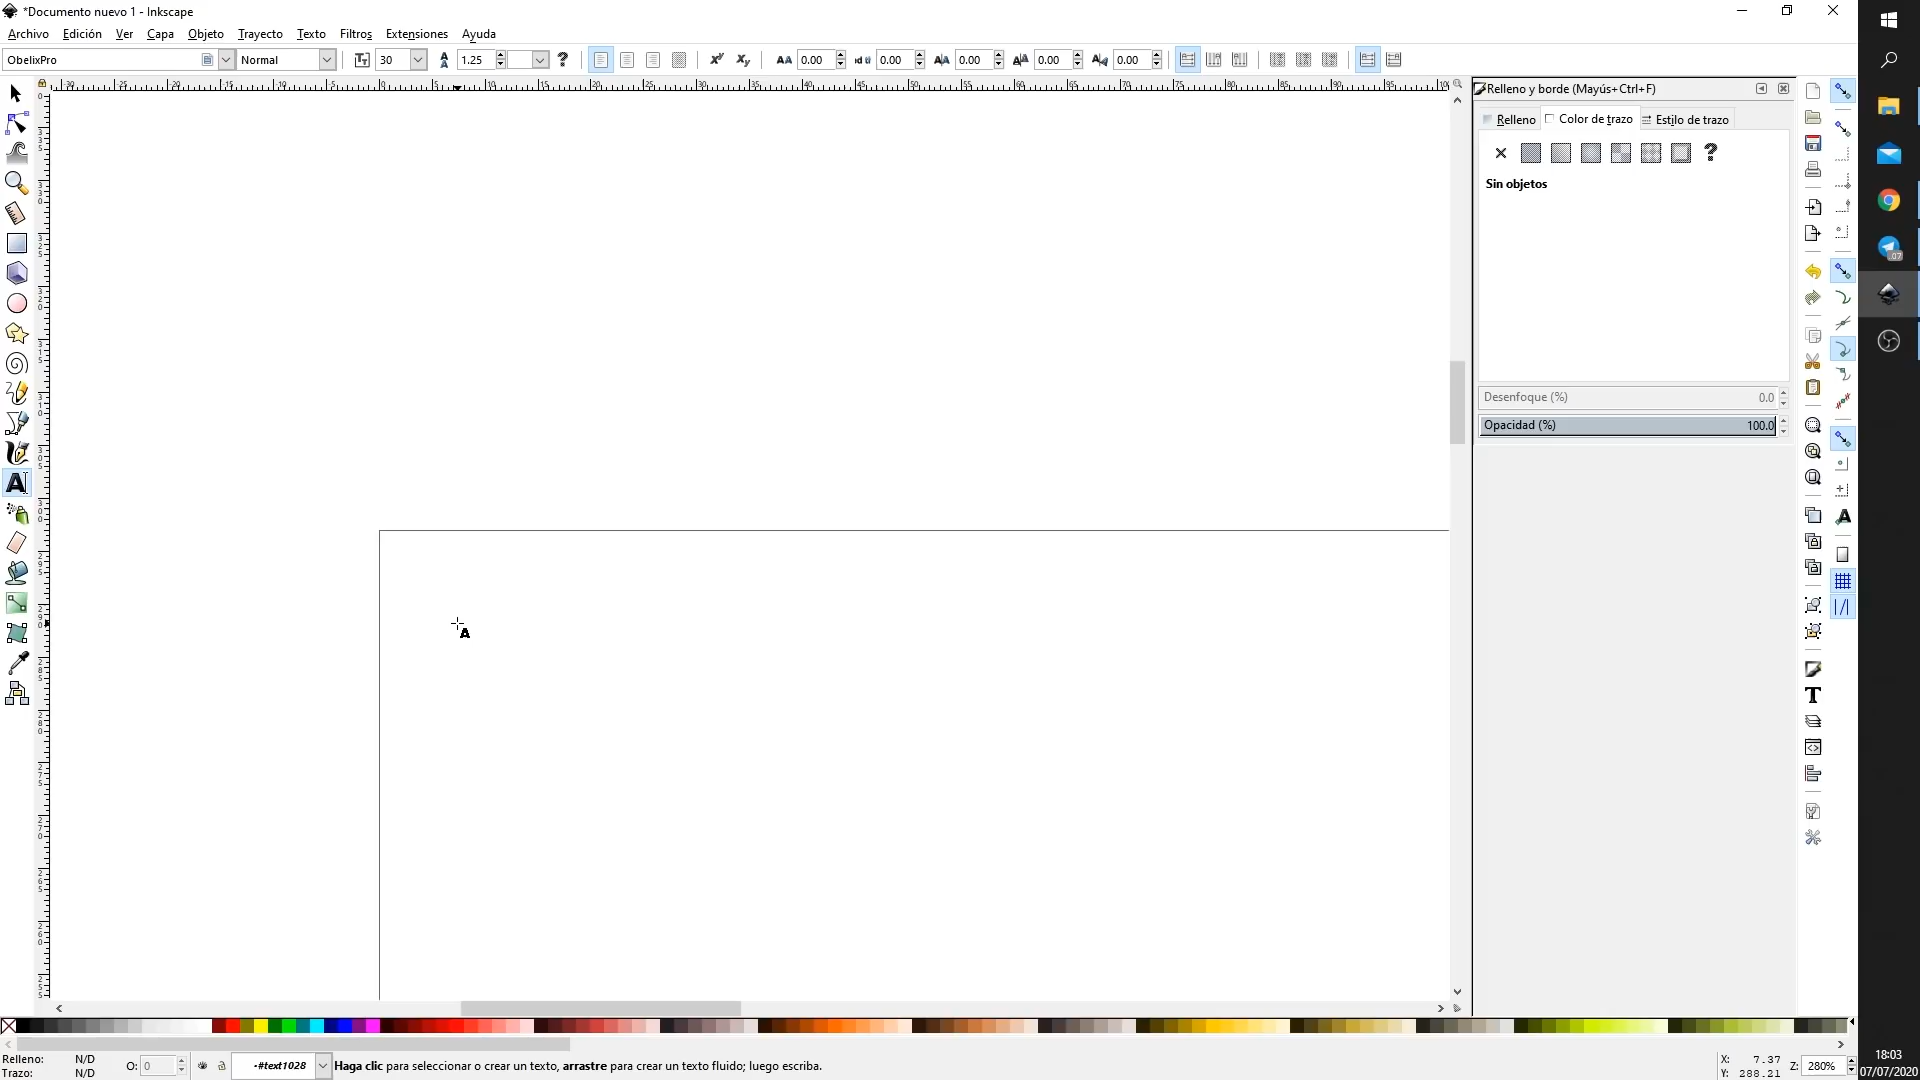 *Documento nuevo 1 - Inkscape
Archivo Edición Ver Capa Objeto Trayecto Texto Filtros Extensiones Ayuda
ObelixPro Normal 30 1.25 0.00 0.00 0.00 0.00 0.00
Relleno y borde (Mayús+Ctrl+F)
Relleno Color de trazo Estilo de trazo
Sin objetos
Desenfoque (%) 0.0
Opacidad (%) 100.0
Relleno: N/D
Trazo: N/D
O: 0
·#text1028
Haga clic para seleccionar o crear un texto, arrastre para crear un texto fluido; luego escriba.
X: 7.37
Y: 288.21
Z: 280%
18:03
07/07/2020